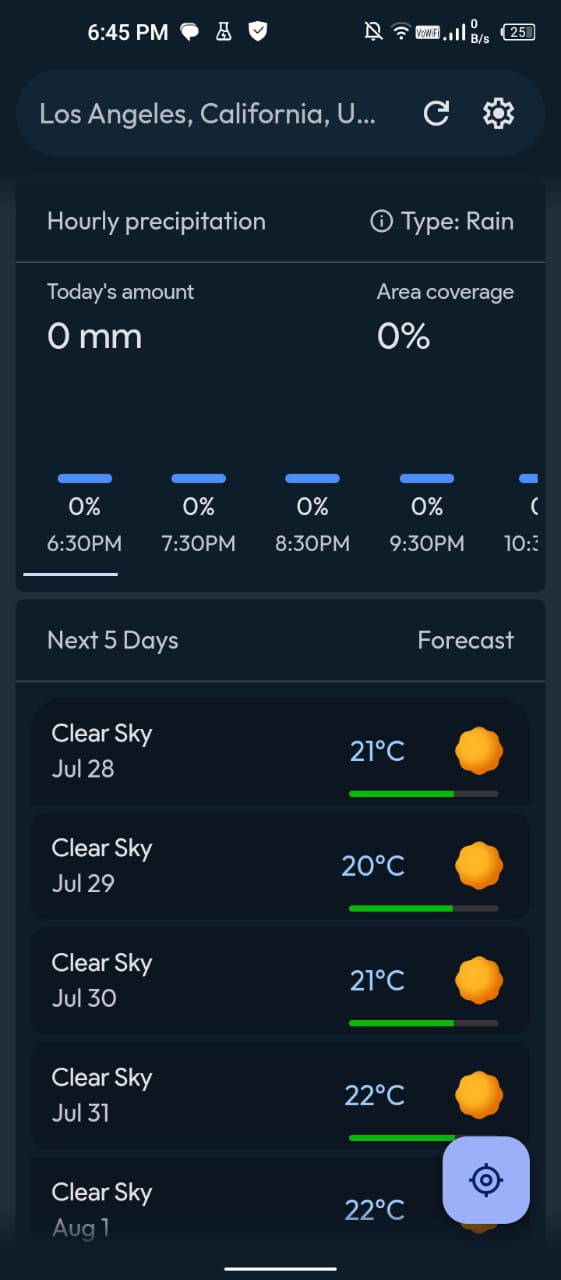 6:45 PM
VoWiFi
0
B/s
25
Los Angeles, California, U...
Hourly precipitation
Type: Rain
Today's amount
Area coverage
0 mm
0%
0% 0% 0% 0%
6:30PM 7:30PM 8:30PM 9:30PM 10:3
Next 5 Days
Forecast
Clear Sky
21°C
Jul 28
Clear Sky
20°C
Jul 29
Clear Sky
21°C
Jul 30
Clear Sky
22°C
Jul 31
Clear Sky
22°C
Aug 1